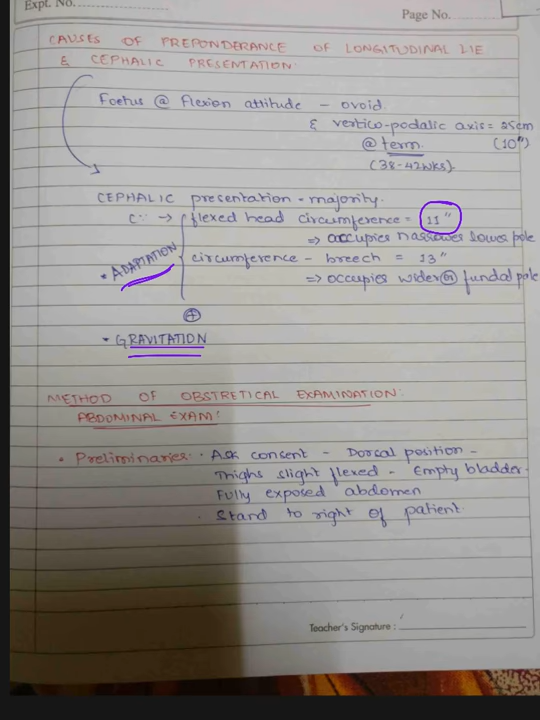 Expt. No.
Page No.
CAUSES OF PREPONDERANCE OF LONGITUDINAL LIE
& CEPHALIC PRESENTATION:
Foetus @ flexion attitude - ovoid.
& vertico-podalic axis = 25cm
@ term (10")
(38-42wks).
CEPHALIC presentation - majority.
C:: → flexed head circumference = 11"
⇒ occupies narrower lower pole
* ADAPTATION
circumference - breech = 13"
⇒ occupies wider @ fundal pole
⊕
* GRAVITATION
METHOD OF OBSTRETICAL EXAMINATION:
ABDOMINAL EXAM:
• Preliminaries: • Ask consent - Dorsal position -
Thighs slight flexed - Empty bladder.
Fully exposed abdomen
• Stand to right of patient.
Teacher's Signature :